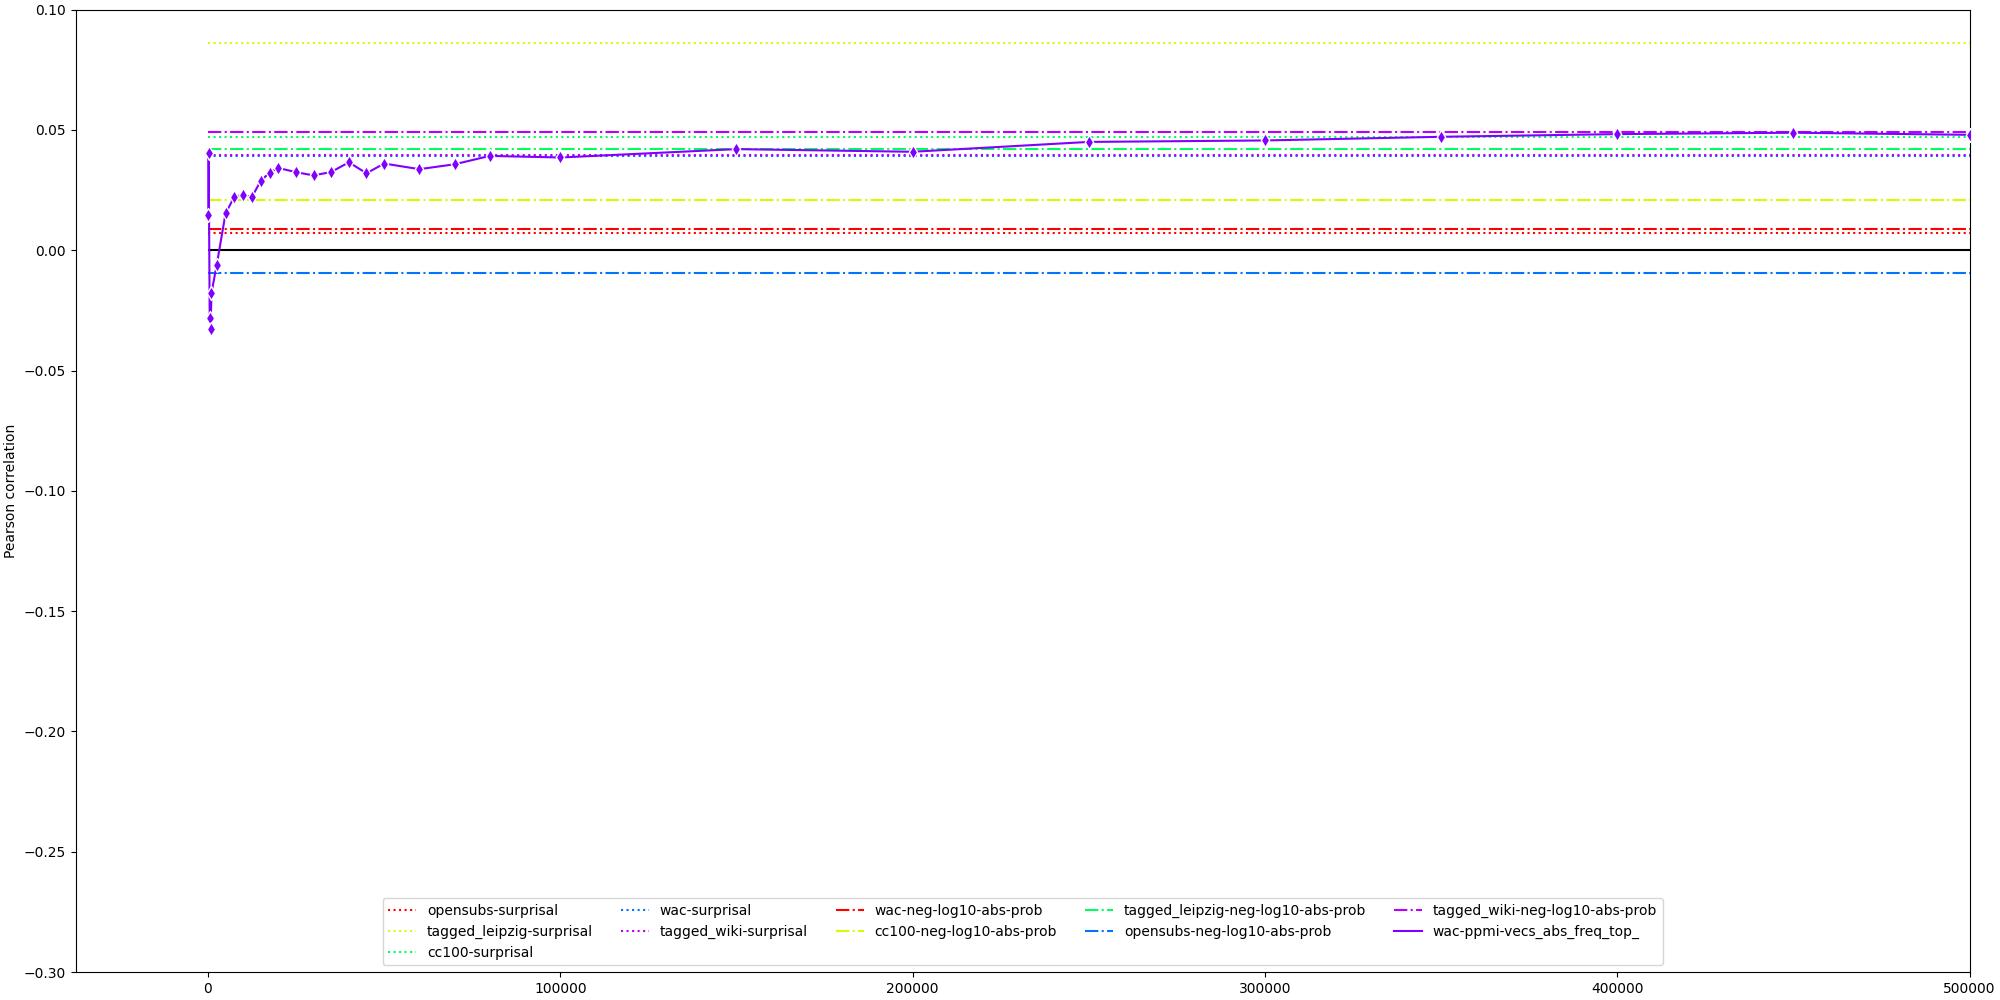 0.10
0.05
0.00
−0.05
−0.10
−0.15
−0.20
−0.25
−0.30
Pearson correlation
opensubs-surprisal
tagged_leipzig-surprisal
cc100-surprisal
wac-surprisal
tagged_wiki-surprisal
wac-neg-log10-abs-prob
cc100-neg-log10-abs-prob
tagged_leipzig-neg-log10-abs-prob
opensubs-neg-log10-abs-prob
tagged_wiki-neg-log10-abs-prob
wac-ppmi-vecs_abs_freq_top_
0 100000 200000 300000 400000 500000